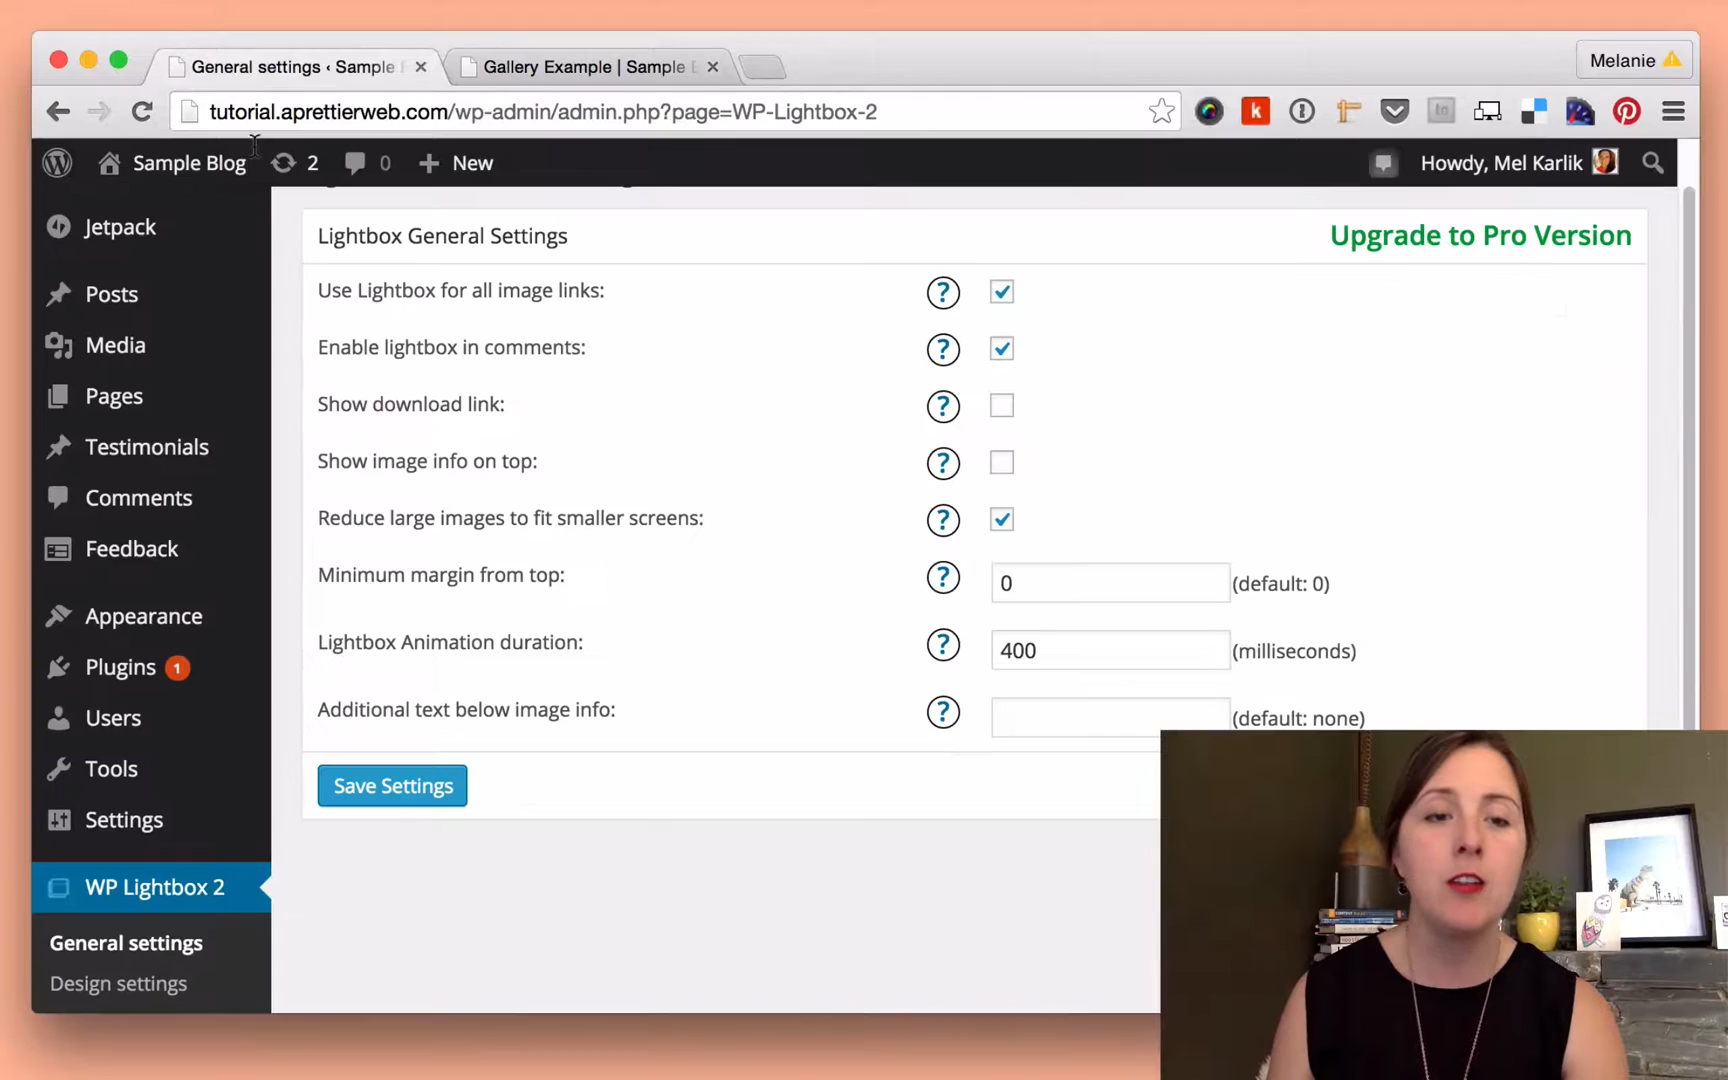 General settings ‹ Sample
Gallery Example | Sample
Melanie
tutorial.aprettierweb.com/wp-admin/admin.php?page=WP-Lightbox-2
Sample Blog
2
0
New
Howdy, Mel Karlik
Jetpack
Posts
Media
Pages
Testimonials
Comments
Feedback
Appearance
Plugins 1
Users
Tools
Settings
WP Lightbox 2
General settings
Design settings
Lightbox General Settings
Upgrade to Pro Version
Use Lightbox for all image links: ?
Enable lightbox in comments: ?
Show download link: ?
Show image info on top: ?
Reduce large images to fit smaller screens: ?
Minimum margin from top: ? 0 (default: 0)
Lightbox Animation duration: ? 400 (milliseconds)
Additional text below image info: ? (default: none)
Save Settings